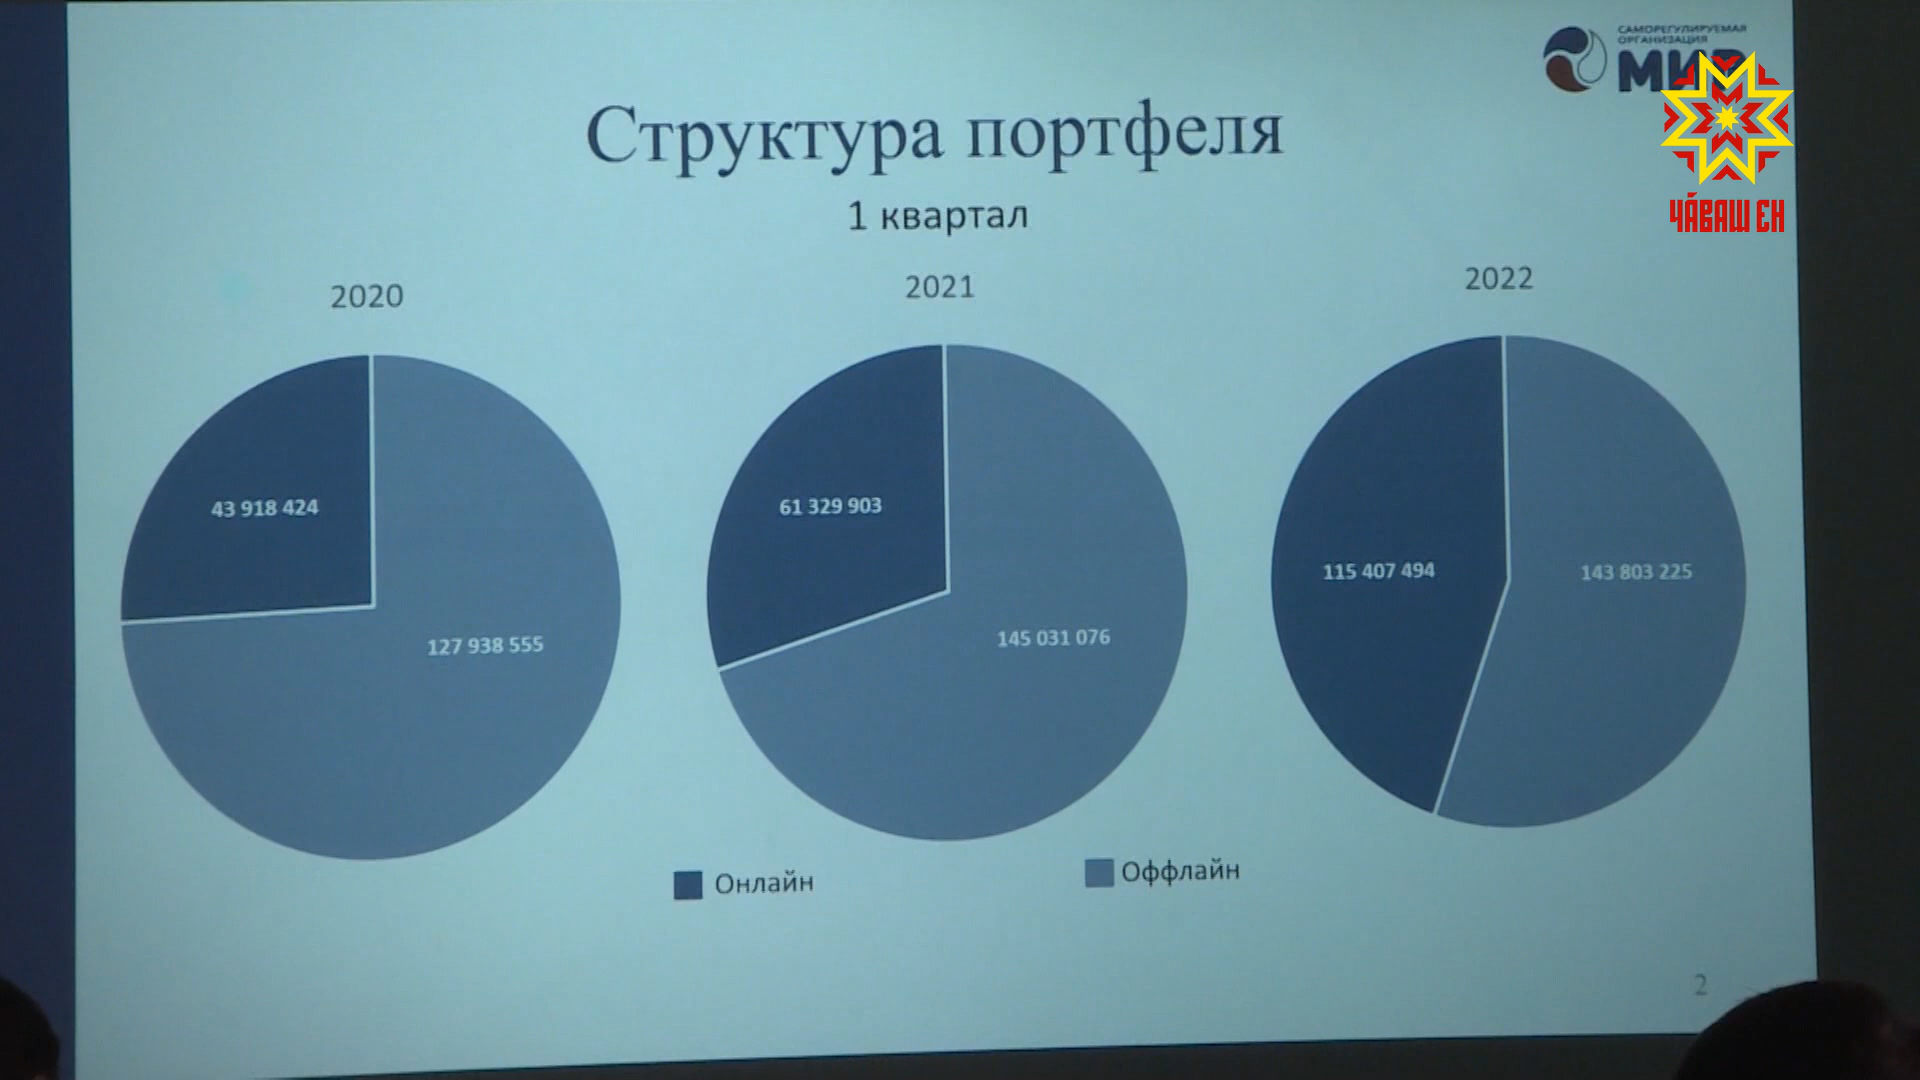 САМОРЕГУЛИРУЕМАЯ
ОРГАНИЗАЦИЯ
МИР
ЧӐВАШ ЕН
Структура портфеля
1 квартал
2020
2021
2022
43 918 424
127 938 555
61 329 903
145 031 076
115 407 494
143 803 225
Онлайн
Оффлайн
2